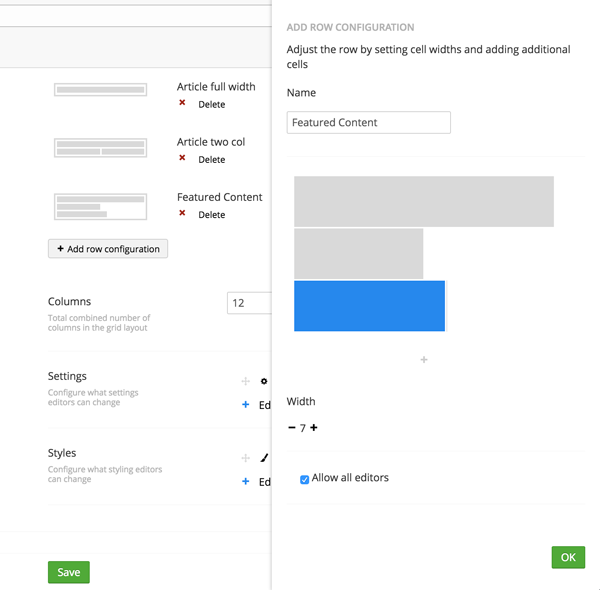 Article full width
Delete
Article two col
Delete
Featured Content
Delete
Add row configuration
Columns
Total combined number of
columns in the grid layout
12
Settings
Configure what settings
editors can change
Ed
Styles
Configure what styling editors
can change
Ed
Save
ADD ROW CONFIGURATION
Adjust the row by setting cell widths and adding additional
cells
Name
Featured Content
Width
7
Allow all editors
OK